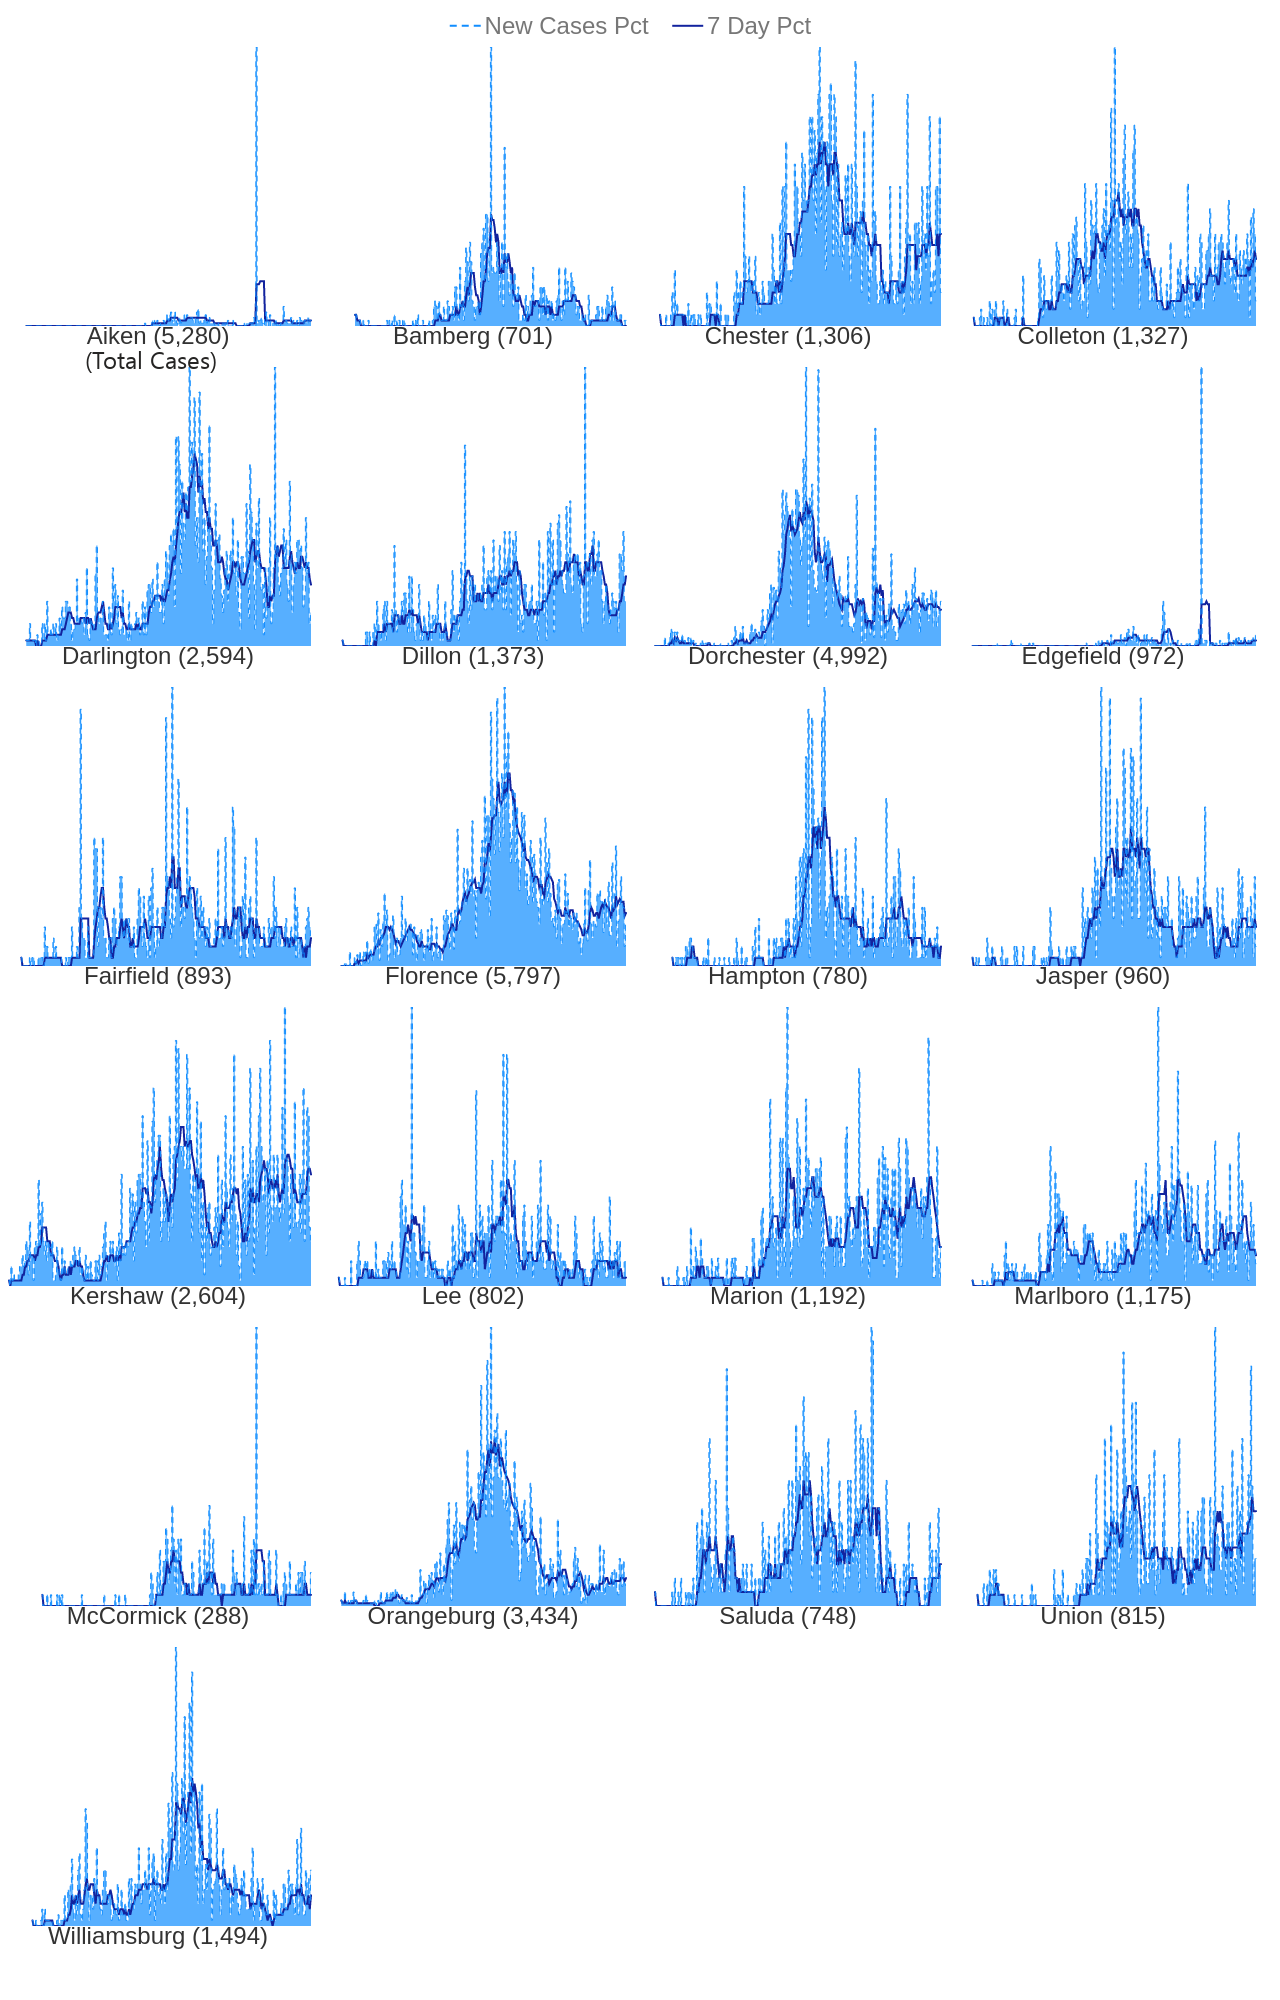 New Cases Pct 7 Day Pct
Aiken (5,280) Bamberg (701) Chester (1,306) Colleton (1,327)
(Total Cases)
Darlington (2,594) Dillon (1,373) Dorchester (4,992) Edgefield (972)
Fairfield (893) Florence (5,797) Hampton (780) Jasper (960)
Kershaw (2,604) Lee (802) Marion (1,192) Marlboro (1,175)
McCormick (288) Orangeburg (3,434) Saluda (748) Union (815)
Williamsburg (1,494)